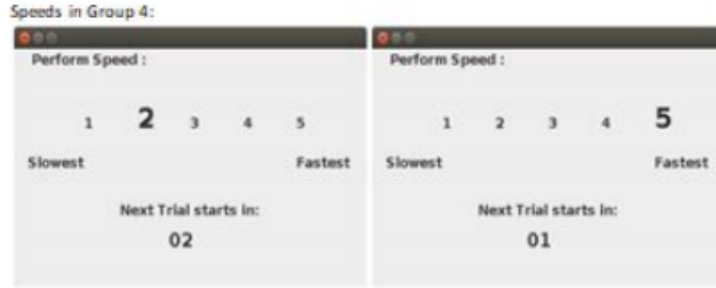 Speeds in Group 4:
Perform Speed :
1 2 3 4 5
Slowest Fastest
Next Trial starts in:
02
Perform Speed :
1 2 3 4 5
Slowest Fastest
Next Trial starts in:
01